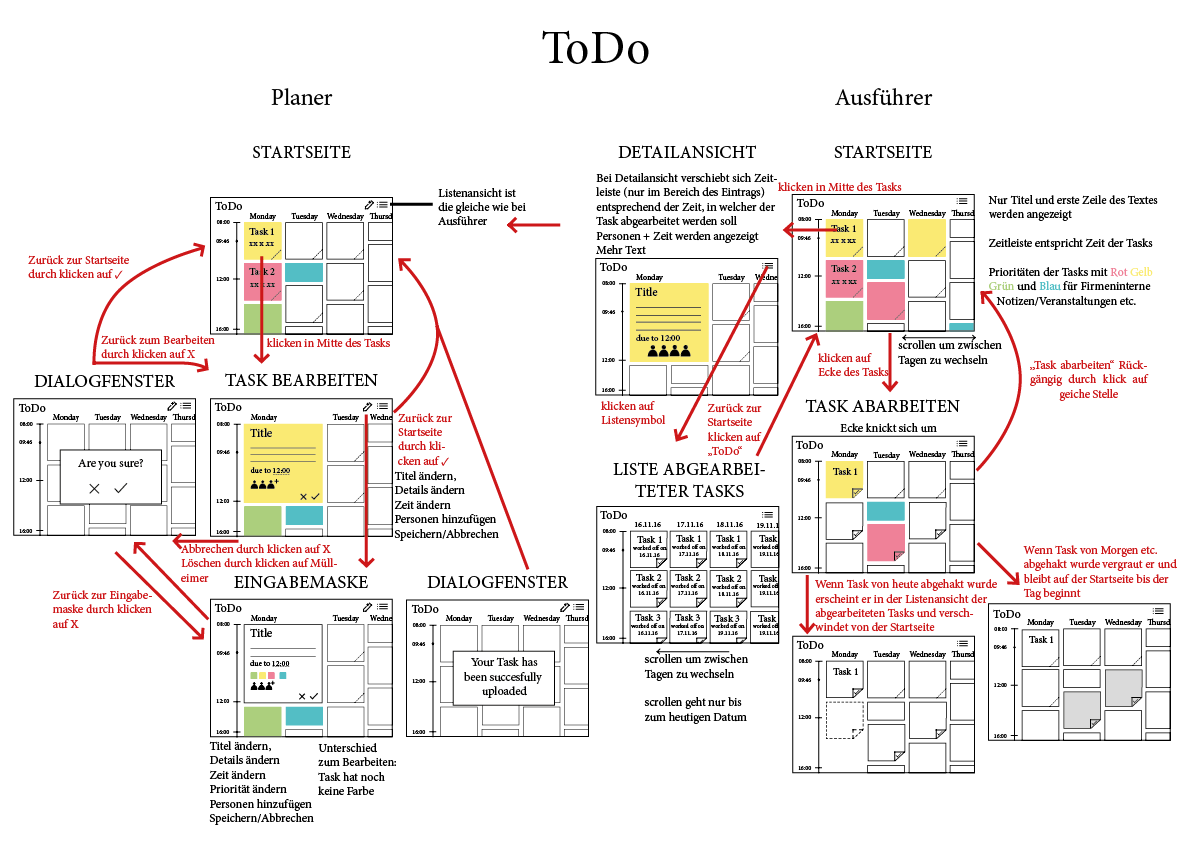 ToDo
Planer
Ausführer
STARTSEITE
ToDo
Monday
Tuesday
Wednesday
Thursd
08:00
09:46
12:00
16:00
Task 1
xx x xx
Task 2
xx x xx
Listenansicht ist
die gleiche wie bei
Ausführer
Zurück zur Startseite
durch klicken auf ✓
Zurück zum Bearbeiten
durch klicken auf X
klicken in Mitte des Tasks
DIALOGFENSTER
ToDo
Monday
Tuesday
Wednesday
Thursd
08:00
09:46
12:00
16:00
Are you sure?
TASK BEARBEITEN
ToDo
Monday
Tuesday
Wedne
08:00
09:46
12:00
16:00
Title
due to 12:00
Zurück zur
Startseite
durch kli-
cken auf ✓
Titel ändern,
Details ändern
Zeit ändern
Personen hinzufügen
Speichern/Abbrechen
Abbrechen durch klicken auf X
Löschen durch klicken auf Müll-
eimer
Zurück zur Eingabe-
maske durch klicken
auf X
EINGABEMASKE
ToDo
Monday
Tuesday
Wedne
08:00
09:46
12:00
16:00
Title
due to 12:00
Titel ändern,
Details ändern
Zeit ändern
Priorität ändern
Personen hinzufügen
Speichern/Abbrechen
Unterschied
zum Bearbeiten:
Task hat noch
keine Farbe
DIALOGFENSTER
ToDo
Monday
Tuesday
Wednesday
Thursd
08:00
09:46
12:00
16:00
Your Task has
been succesfully
uploaded
DETAILANSICHT
Bei Detailansicht verschiebt sich Zeit-
leiste (nur im Bereich des Eintrags)
entsprechend der Zeit, in welcher der
Task abgearbeitet werden soll
Personen + Zeit werden angezeigt
Mehr Text
ToDo
Monday
Tuesday
Wedne
08:00
09:46
12:00
16:00
Title
due to 12:00
klicken auf
Listensymbol
Zurück zur
Startseite
klicken auf
„ToDo“
LISTE ABGEARBEI-
TETER TASKS
ToDo
16.11.16
17.11.16
18.11.16
19.11.1
08:00
09:46
12:00
16:00
Task 1
worked off on
16.11.16
Task 1
worked off on
17.11.16
Task 1
worked off on
18.11.16
Task
worked off
19.11.1
Task 2
worked off on
16.11.16
Task 2
worked off on
17.11.16
Task 2
worked off on
18.11.16
Task
worked off
19.11.1
Task 3
worked off on
16.11.16
Task 3
worked off on
17.11.16
Task 3
worked off on
19.11.16
Task
worked off
19.11.1
scrollen um zwischen
Tagen zu wechseln
scrollen geht nur bis
zum heutigen Datum
STARTSEITE
klicken in Mitte des Tasks
ToDo
Monday
Tuesday
Wednesday
Thursd
08:00
09:46
12:00
16:00
Task 1
xx x xx
Task 2
xx x xx
Nur Titel und erste Zeile des Textes
werden angezeigt
Zeitleiste entspricht Zeit der Tasks
Prioritäten der Tasks mit Rot Gelb
Grün und Blau für Firmeninterne
Notizen/Veranstaltungen etc.
scrollen um zwischen
Tagen zu wechseln
klicken auf
Ecke des Tasks
„Task abarbeiten“ Rück-
gängig durch klick auf
geiche Stelle
TASK ABARBEITEN
Ecke knickt sich um
ToDo
Monday
Tuesday
Wednesday
Thursd
08:00
09:46
12:00
16:00
Task 1
Wenn Task von heute abgehakt wurde
erscheint er in der Listenansicht der
abgearbeiteten Tasks und versch-
windet von der Startseite
Wenn Task von Morgen etc.
abgehakt wurde vergraut er und
bleibt auf der Startseite bis der
Tag beginnt
ToDo
Monday
Tuesday
Wednesday
Thursd
08:00
09:46
12:00
16:00
Task 1
ToDo
Monday
Tuesday
Wednesday
Thursd
08:00
09:46
12:00
16:00
Task 1